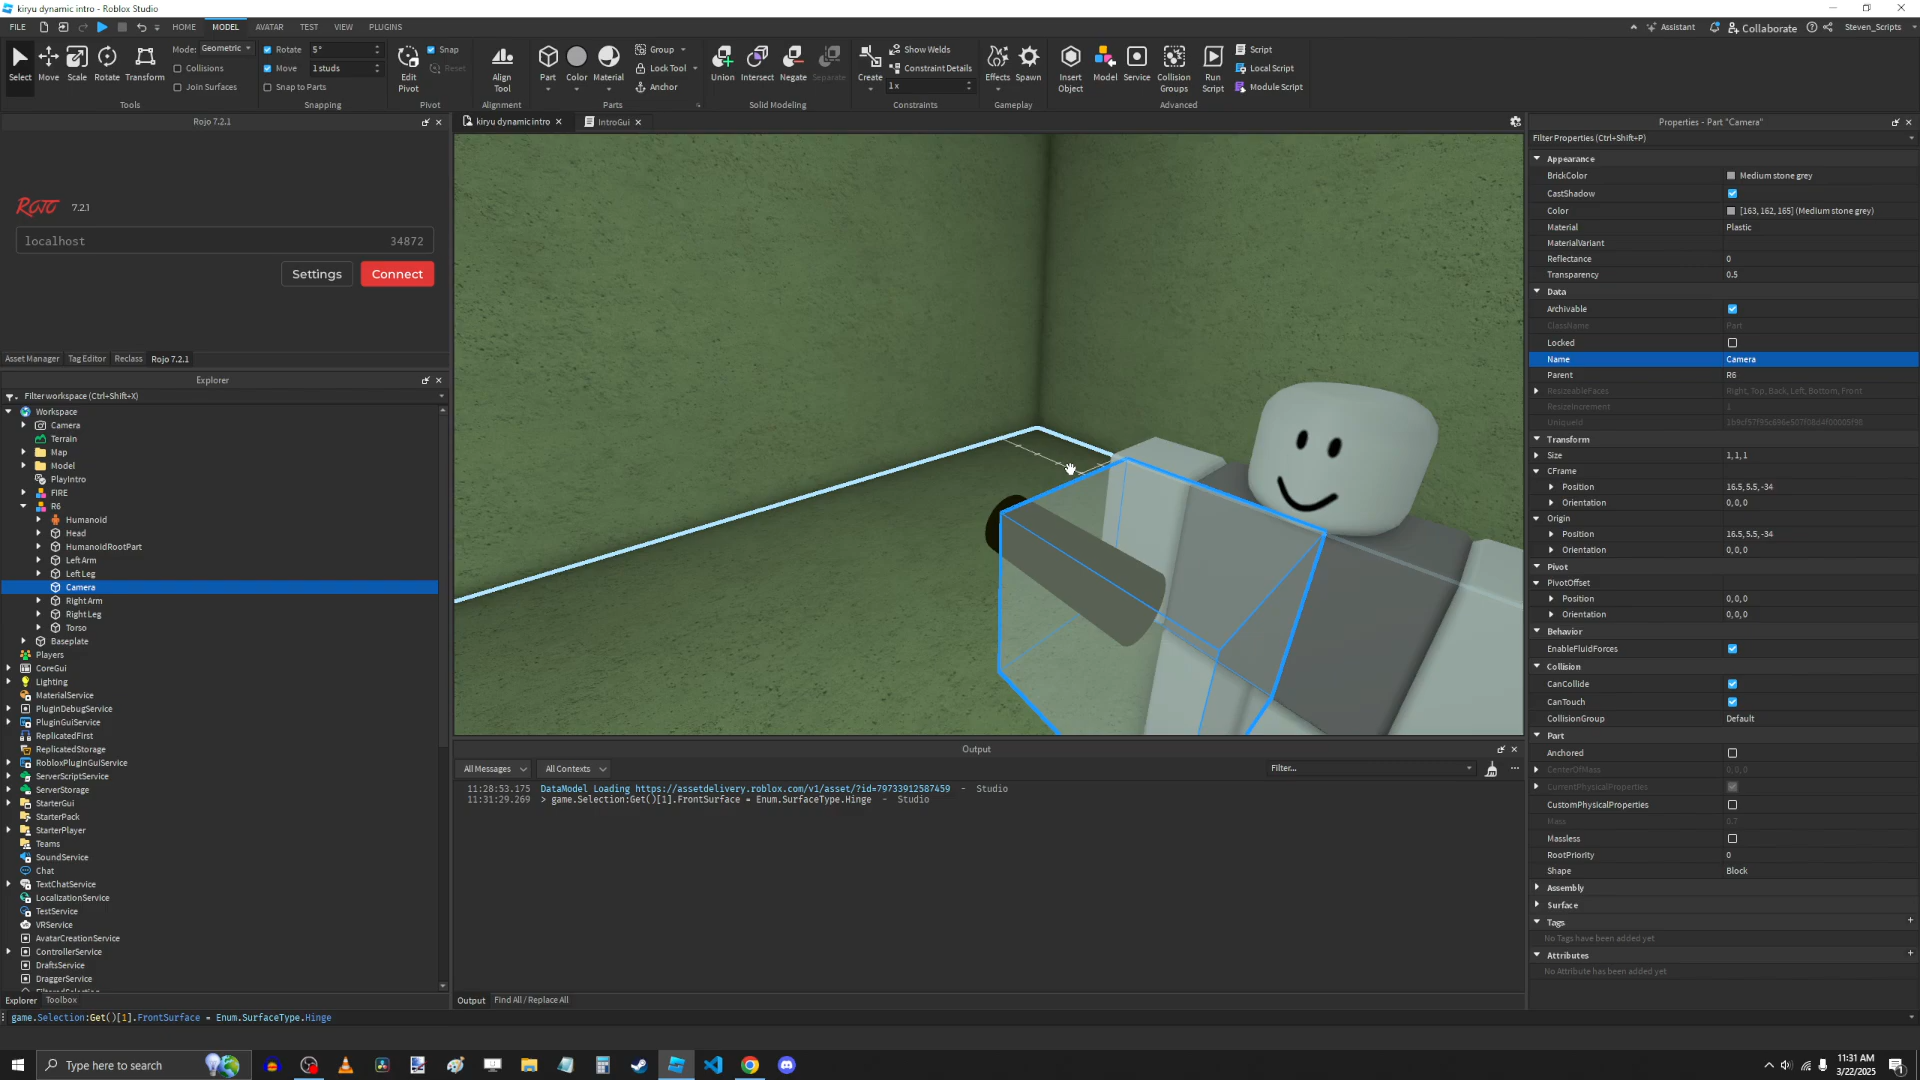 kiryu dynamic intro - Roblox Studio
FILE
HOME
MODEL
AVATAR
TEST
VIEW
PLUGINS
Assistant
Collaborate
Steven_Scripts
Select
Move
Scale
Rotate
Transform
Mode:
Geometric
Collisions
Join Surfaces
Tools
Rotate
5 °
Move
1 studs
Snap to Parts
Snapping
Edit
Pivot
Snap
Reset
Pivot
Align
Tool
Alignment
Part
Color
Material
Group
Lock Tool
Anchor
Parts
Union
Intersect
Negate
Separate
Solid Modeling
Create
Show Welds
Constraint Details
1 x
Constraints
Effects
Spawn
Gameplay
Insert
Object
Model
Service
Collision
Groups
Run
Script
Script
Local Script
Module Script
Advanced
Rojo 7.2.1
ROJO 7.2.1
localhost
34872
Settings
Connect
Asset Manager
Tag Editor
Reclass
Rojo 7.2.1
Explorer
Filter workspace (Ctrl+Shift+X)
Workspace
Camera
Terrain
Map
Model
PlayIntro
FIRE
R6
Humanoid
Head
HumanoidRootPart
Left Arm
Left Leg
Camera
Right Arm
Right Leg
Torso
Baseplate
Players
CoreGui
Lighting
MaterialService
PluginDebugService
PluginGuiService
ReplicatedFirst
ReplicatedStorage
RobloxPluginGuiService
ServerScriptService
ServerStorage
StarterGui
StarterPack
StarterPlayer
Teams
SoundService
Chat
TextChatService
LocalizationService
TestService
VRService
AvatarCreationService
ControllerService
DraftsService
DraggerService
Explorer
Toolbox
kiryu dynamic intro
IntroGui
Output
All Messages
All Contexts
Filter...
11:28:53.175 DataModel Loading https://assetdelivery.roblox.com/v1/asset/?id=79733912587459 - Studio
11:31:29.269 > game.Selection:Get()[1].FrontSurface = Enum.SurfaceType.Hinge - Studio
Output
Find All / Replace All
game.Selection:Get()[1].FrontSurface = Enum.SurfaceType.Hinge
Properties - Part "Camera"
Filter Properties (Ctrl+Shift+P)
Appearance
BrickColor Medium stone grey
CastShadow
Color [163, 162, 165] (Medium stone grey)
Material Plastic
MaterialVariant
Reflectance 0
Transparency 0.5
Data
Archivable
ClassName Part
Locked
Name Camera
Parent R6
ResizeableFaces Right, Top, Back, Left, Bottom, Front
ResizeIncrement 1
UniqueId
Transform
Size 1, 1, 1
CFrame
Position 16.5, 5.5, -34
Orientation 0, 0, 0
Origin
Position 16.5, 5.5, -34
Orientation 0, 0, 0
Pivot
PivotOffset
Position 0, 0, 0
Orientation 0, 0, 0
Behavior
EnableFluidForces
Collision
CanCollide
CanTouch
CollisionGroup Default
Part
Anchored
CenterOfMass 0, 0, 0
CurrentPhysicalProperties
CustomPhysicalProperties
Mass 0.7
Massless
RootPriority 0
Shape Block
Assembly
Surface
Tags
No Tags have been added yet
Attributes
No Attribute has been added yet
Type here to search
11:31 AM
3/22/2025